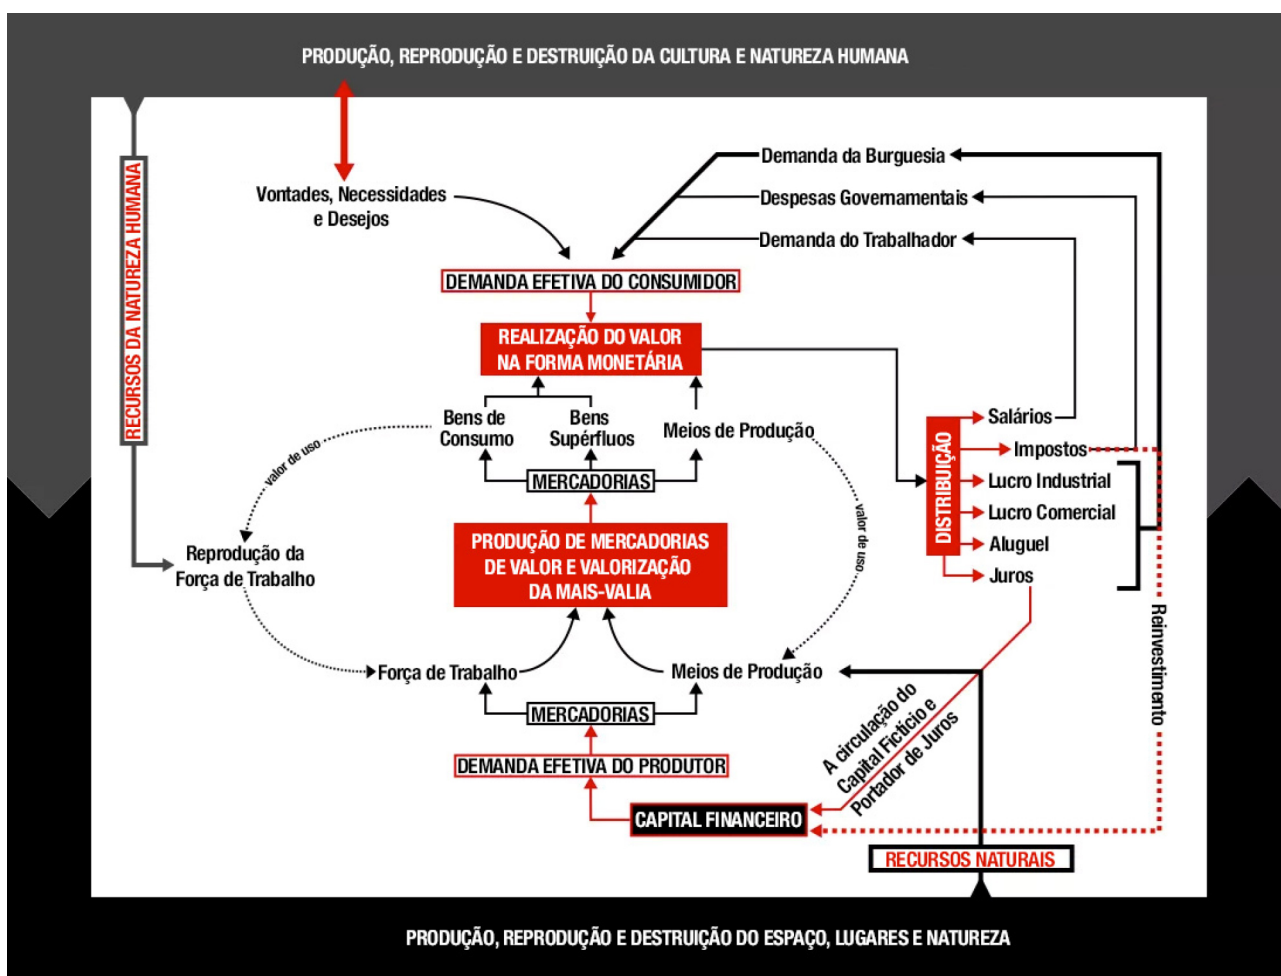 PRODUÇÃO, REPRODUÇÃO E DESTRUIÇÃO DA CULTURA E NATUREZA HUMANA
RECURSOS DA NATUREZA HUMANA
Vontades, Necessidades
e Desejos
Demanda da Burguesia
Despesas Governamentais
Demanda do Trabalhador
DEMANDA EFETIVA DO CONSUMIDOR
REALIZAÇÃO DO VALOR
NA FORMA MONETÁRIA
Bens de
Consumo
Bens
Supérfluos
Meios de Produção
valor de uso
MERCADORIAS
valor de uso
DISTRIBUIÇÃO
Salários
Impostos
Lucro Industrial
Lucro Comercial
Aluguel
Juros
PRODUÇÃO DE MERCADORIAS
DE VALOR E VALORIZAÇÃO
DA MAIS-VALIA
Reprodução da
Força de Trabalho
Reinvestimento
Força de Trabalho
Meios de Produção
MERCADORIAS
DEMANDA EFETIVA DO PRODUTOR
A circulação do
Capital Fictício e
Portador de Juros
CAPITAL FINANCEIRO
RECURSOS NATURAIS
PRODUÇÃO, REPRODUÇÃO E DESTRUIÇÃO DO ESPAÇO, LUGARES E NATUREZA